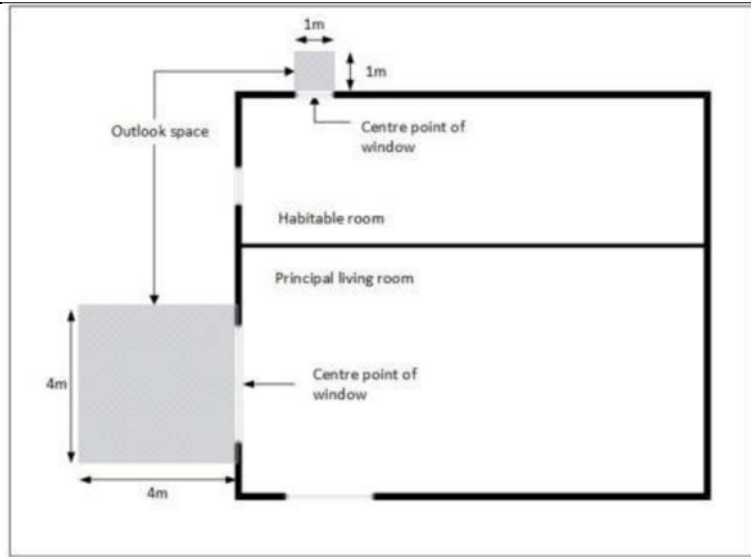 1m
1m
Outlook space
Centre point of
window
Habitable room
Principal living room
4m
Centre point of
window
4m